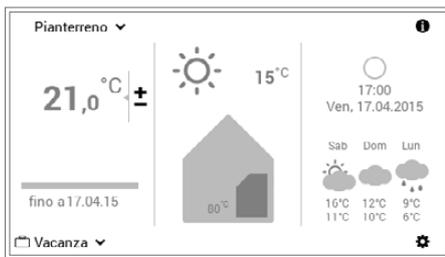 Pianterreno
21,0 °C ±
fino a 17.04.15
Vacanza
15°C
80°C
17:00
Ven, 17.04.2015
Sab Dom Lun
16°C 12°C 9°C
11°C 10°C 6°C